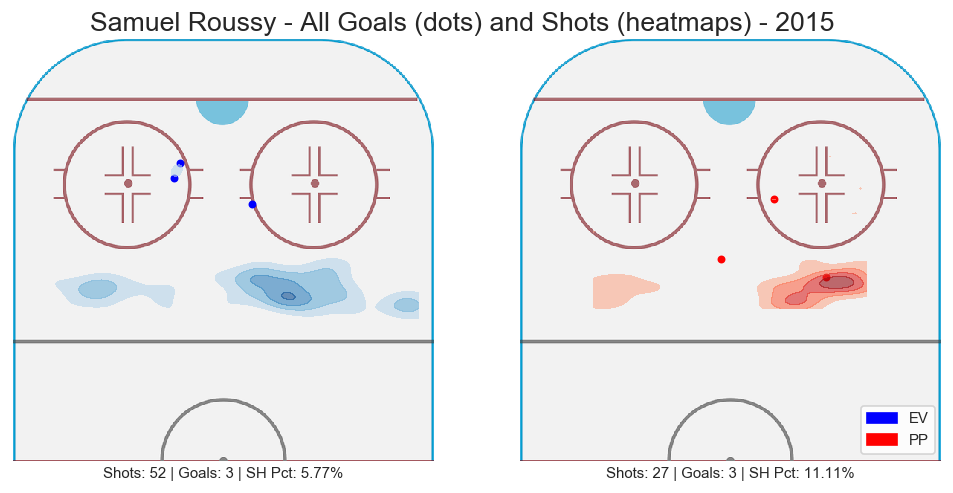 Samuel Roussy - All Goals (dots) and Shots (heatmaps) - 2015
EV
PP
Shots: 52 | Goals: 3 | SH Pct: 5.77%
Shots: 27 | Goals: 3 | SH Pct: 11.11%